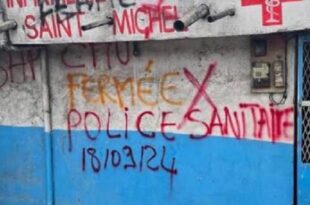 SAINT MICHEL
CHU
FERMÉE X
POLICE SANITAIRE
18/03/24